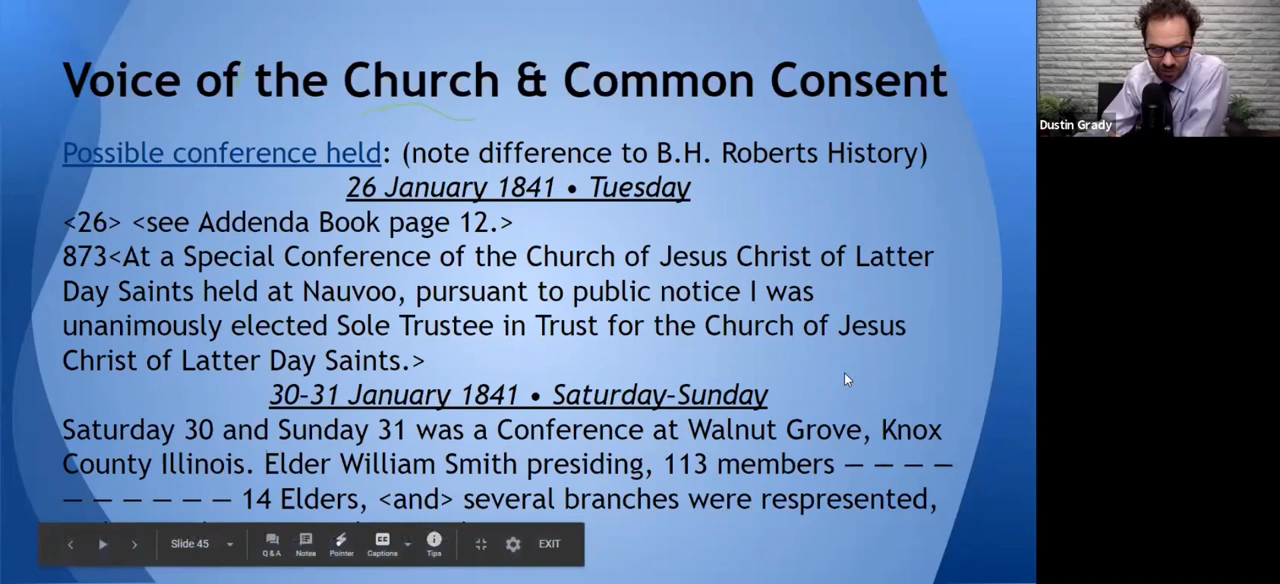 Voice of the Church & Common Consent
Possible conference held: (note difference to B.H. Roberts History)
26 January 1841 • Tuesday
<26> <see Addenda Book page 12.>
873<At a Special Conference of the Church of Jesus Christ of Latter
Day Saints held at Nauvoo, pursuant to public notice I was
unanimously elected Sole Trustee in Trust for the Church of Jesus
Christ of Latter Day Saints.>
30-31 January 1841 • Saturday-Sunday
Saturday 30 and Sunday 31 was a Conference at Walnut Grove, Knox
County Illinois. Elder William Smith presiding, 113 members — — — —
— — — — — — 14 Elders, <and> several branches were respresented,
Slide 45
Q & A
Notes
Pointer
Captions
Tips
EXIT
Dustin Grady